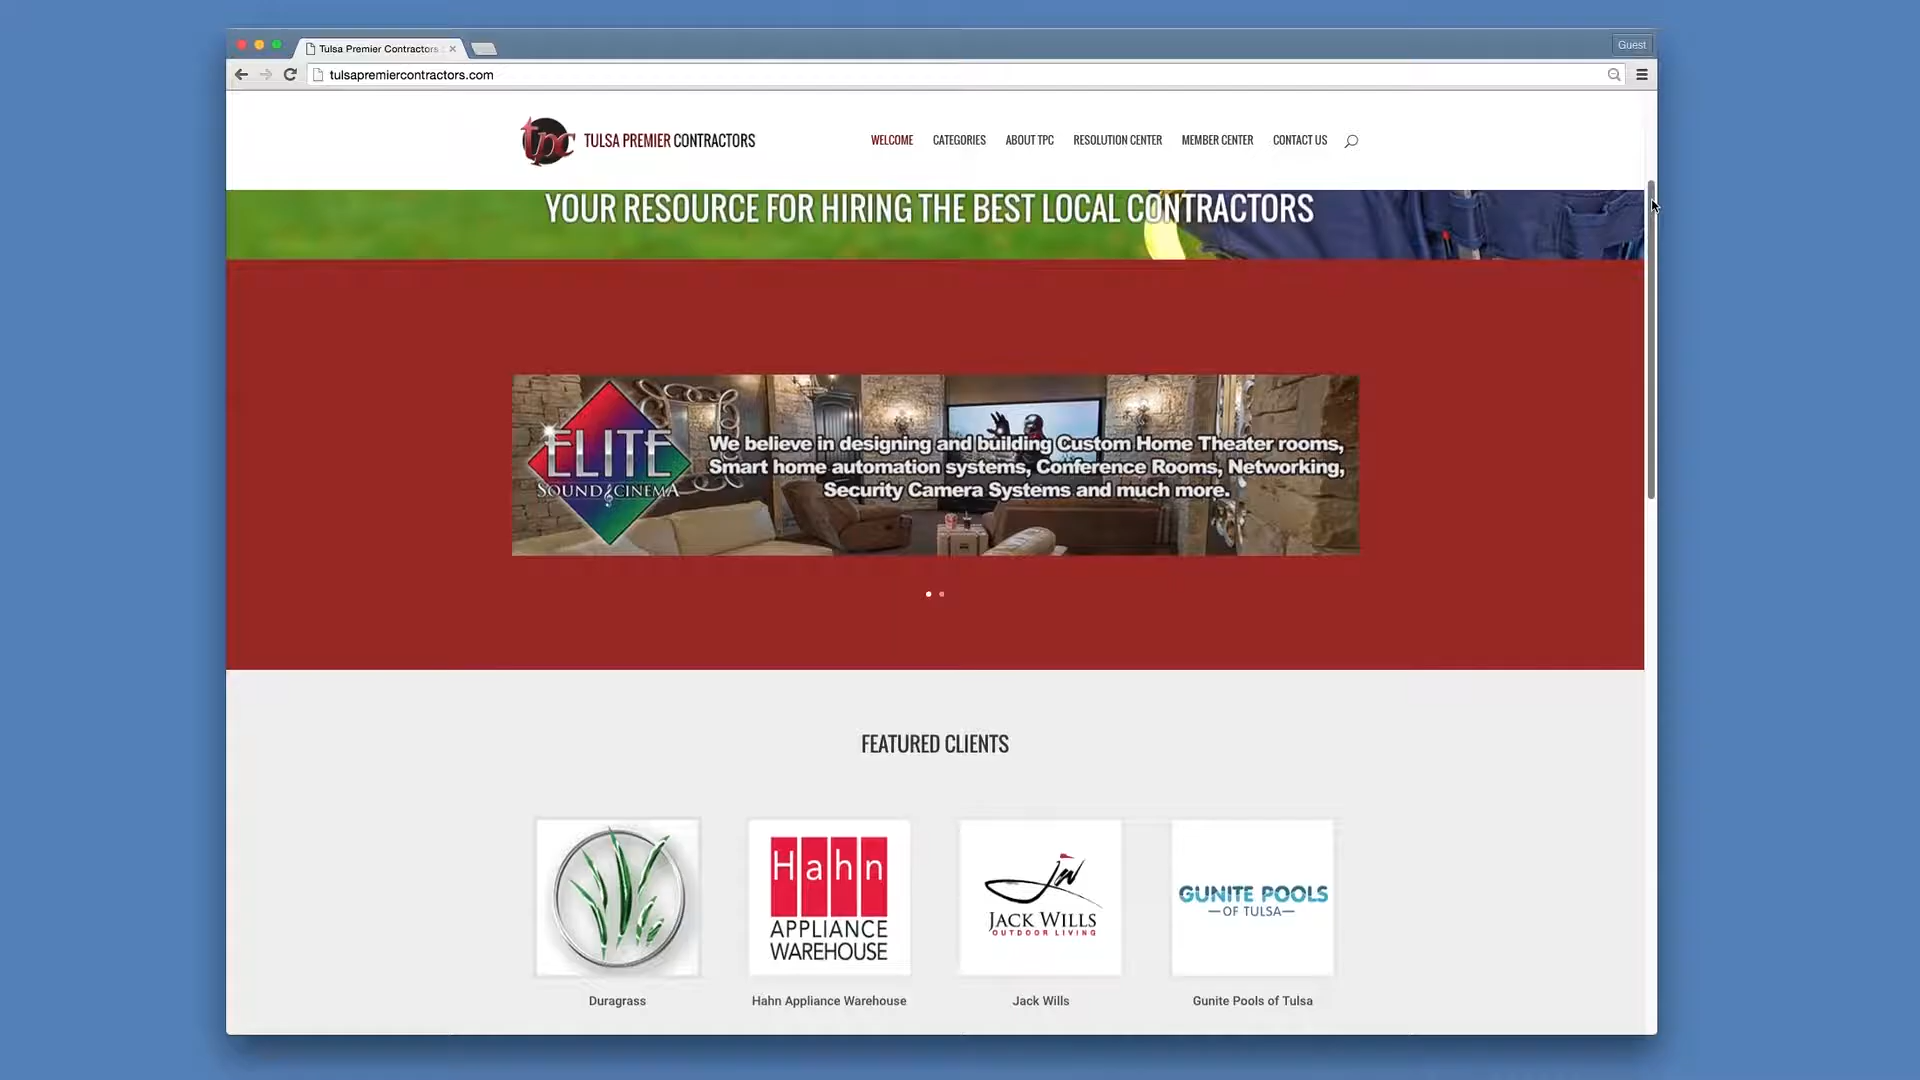 Tulsa Premier Contractors
Guest
tulsapremiercontractors.com
tpc TULSA PREMIER CONTRACTORS
WELCOME CATEGORIES ABOUT TPC RESOLUTION CENTER MEMBER CENTER CONTACT US
YOUR RESOURCE FOR HIRING THE BEST LOCAL CONTRACTORS
ELITE
SOUND & CINEMA
We believe in designing and building Custom Home Theater rooms,
Smart home automation systems, Conference Rooms, Networking,
Security Camera Systems and much more.
FEATURED CLIENTS
Hahn
APPLIANCE
WAREHOUSE
JW
JACK WILLS
OUTDOOR LIVING
GUNITE POOLS
—OF TULSA—
Duragrass
Hahn Appliance Warehouse
Jack Wills
Gunite Pools of Tulsa